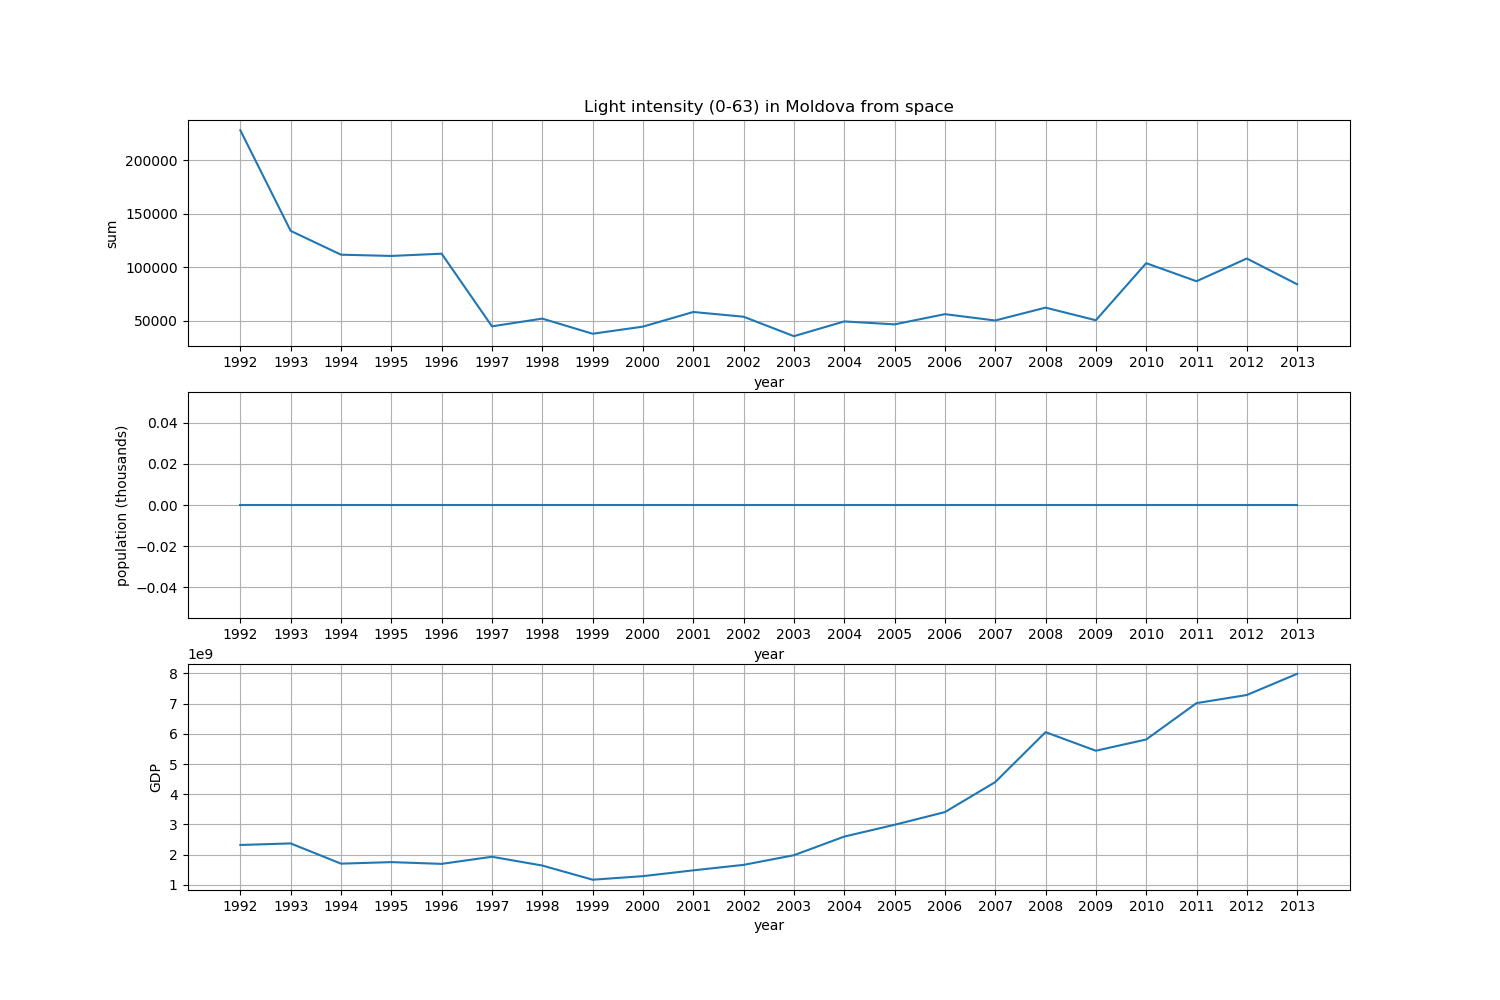 Light intensity (0-63) in Moldova from space
200000
150000
100000
50000
sum
1992 1993 1994 1995 1996 1997 1998 1999 2000 2001 2002 2003 2004 2005 2006 2007 2008 2009 2010 2011 2012 2013
year
0.04
0.02
0.00
−0.02
−0.04
population (thousands)
1992 1993 1994 1995 1996 1997 1998 1999 2000 2001 2002 2003 2004 2005 2006 2007 2008 2009 2010 2011 2012 2013
year
1e9
8
7
6
5
4
3
2
1
GDP
1992 1993 1994 1995 1996 1997 1998 1999 2000 2001 2002 2003 2004 2005 2006 2007 2008 2009 2010 2011 2012 2013
year